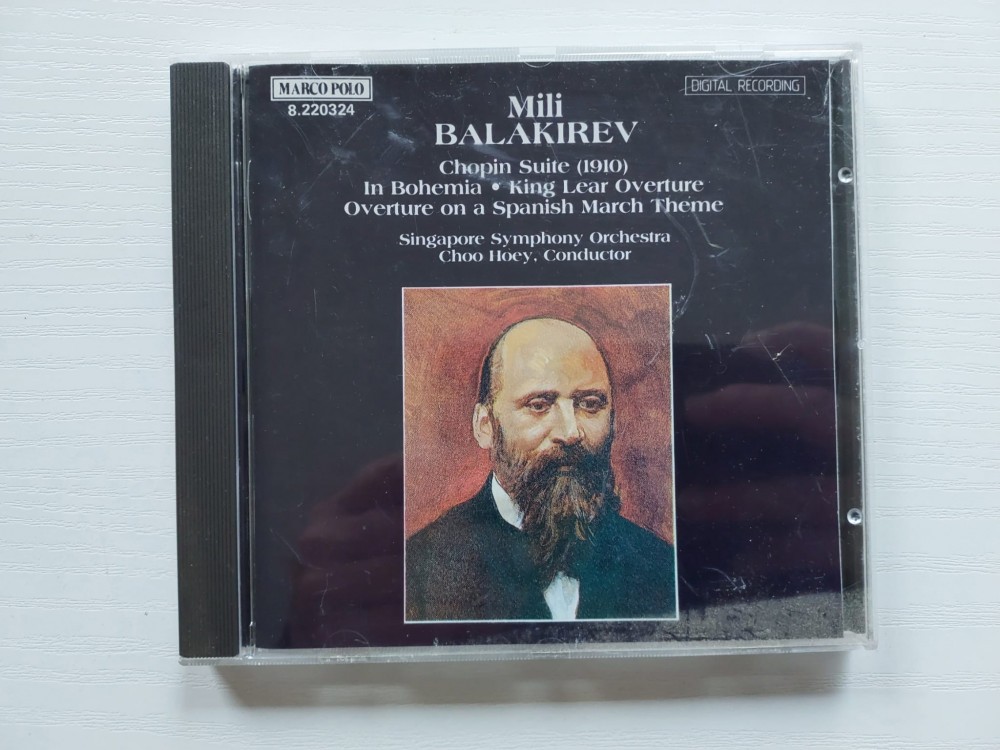 MARCO POLO
8.220324
DIGITAL RECORDING
Mili
BALAKIREV
Chopin Suite (1910)
In Bohemia • King Lear Overture
Overture on a Spanish March Theme
Singapore Symphony Orchestra
Choo Hoey, Conductor